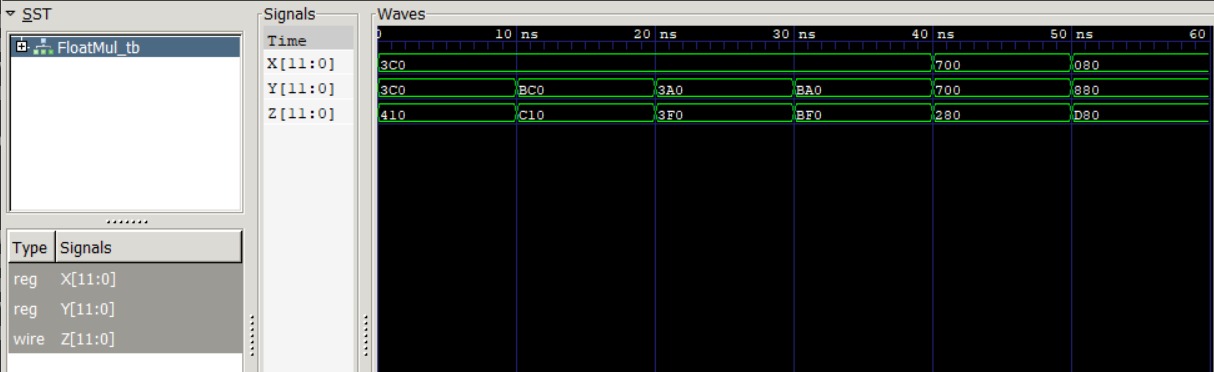 SST
FloatMul_tb
Type Signals
reg X[11:0]
reg Y[11:0]
wire Z[11:0]
Signals
Time
X[11:0]
Y[11:0]
Z[11:0]
Waves
0 10 ns 20 ns 30 ns 40 ns 50 ns 60
3C0 700 080
3C0 BC0 3A0 BA0 700 880
410 C10 3F0 BF0 280 D80